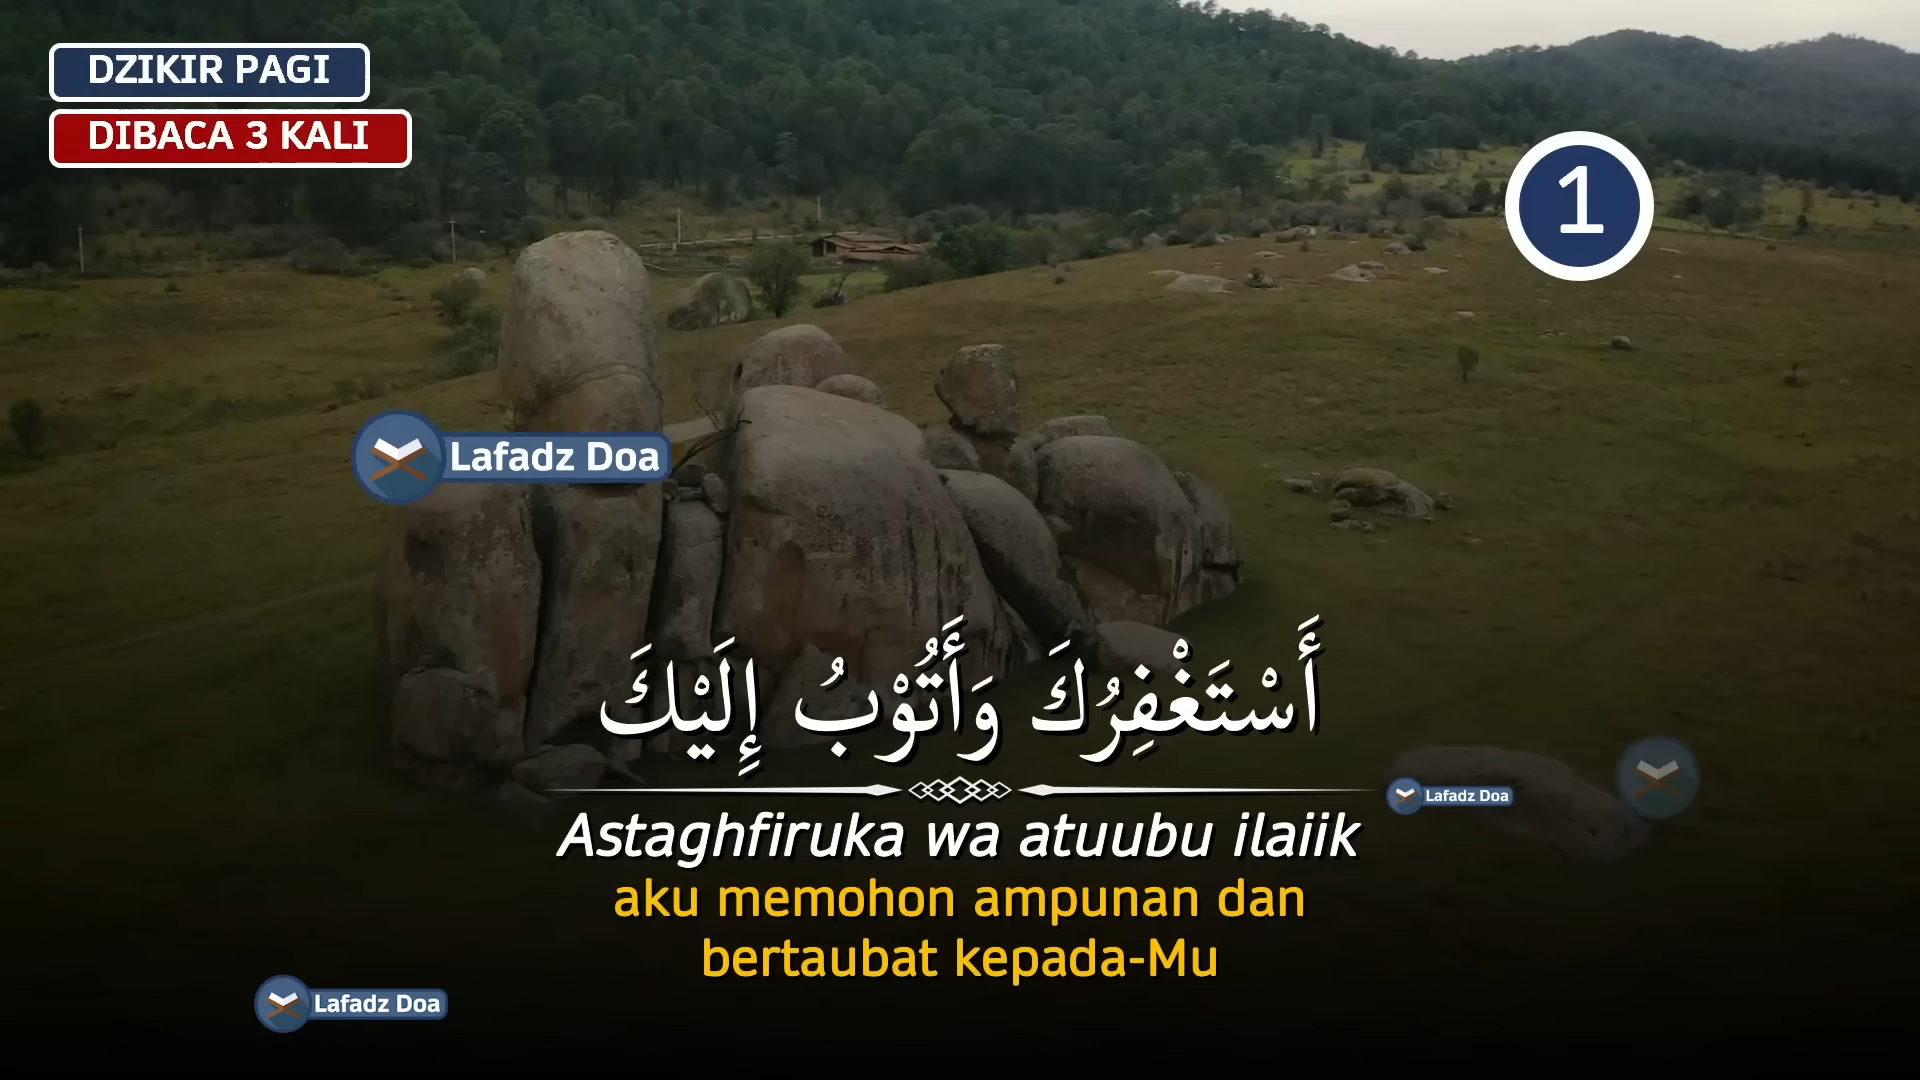 DZIKIR PAGI
DIBACA 3 KALI
1
Lafadz Doa
أَسْتَغْفِرُكَ وَأَتُوْبُ إِلَيْكَ
Lafadz Doa
Astaghfiruka wa atuubu ilaiik
aku memohon ampunan dan
bertaubat kepada-Mu
Lafadz Doa